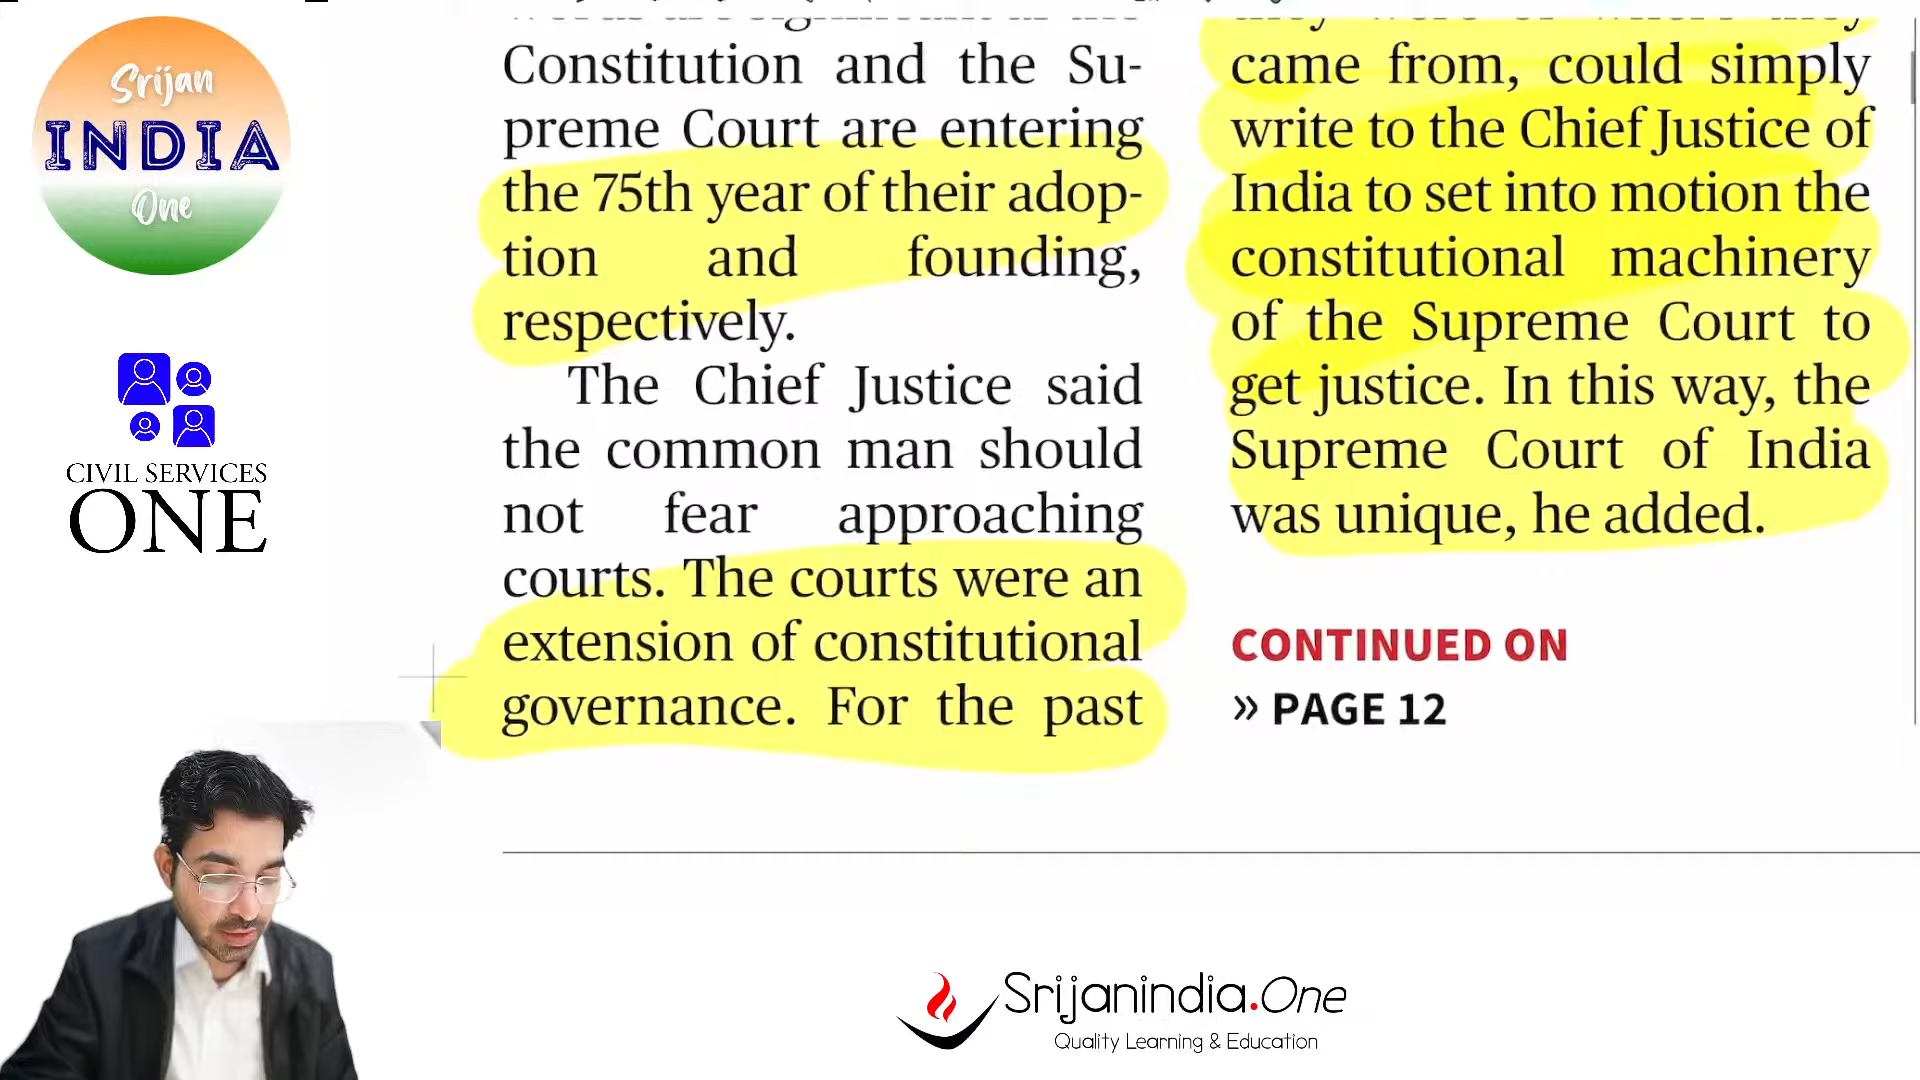 Srijan
INDIA
One
CIVIL SERVICES
ONE
Constitution and the Su-
preme Court are entering
the 75th year of their adop-
tion and founding,
respectively.
The Chief Justice said
the common man should
not fear approaching
courts. The courts were an
extension of constitutional
governance. For the past
came from, could simply
write to the Chief Justice of
India to set into motion the
constitutional machinery
of the Supreme Court to
get justice. In this way, the
Supreme Court of India
was unique, he added.
CONTINUED ON
» PAGE 12
Srijanindia.One
Quality Learning & Education